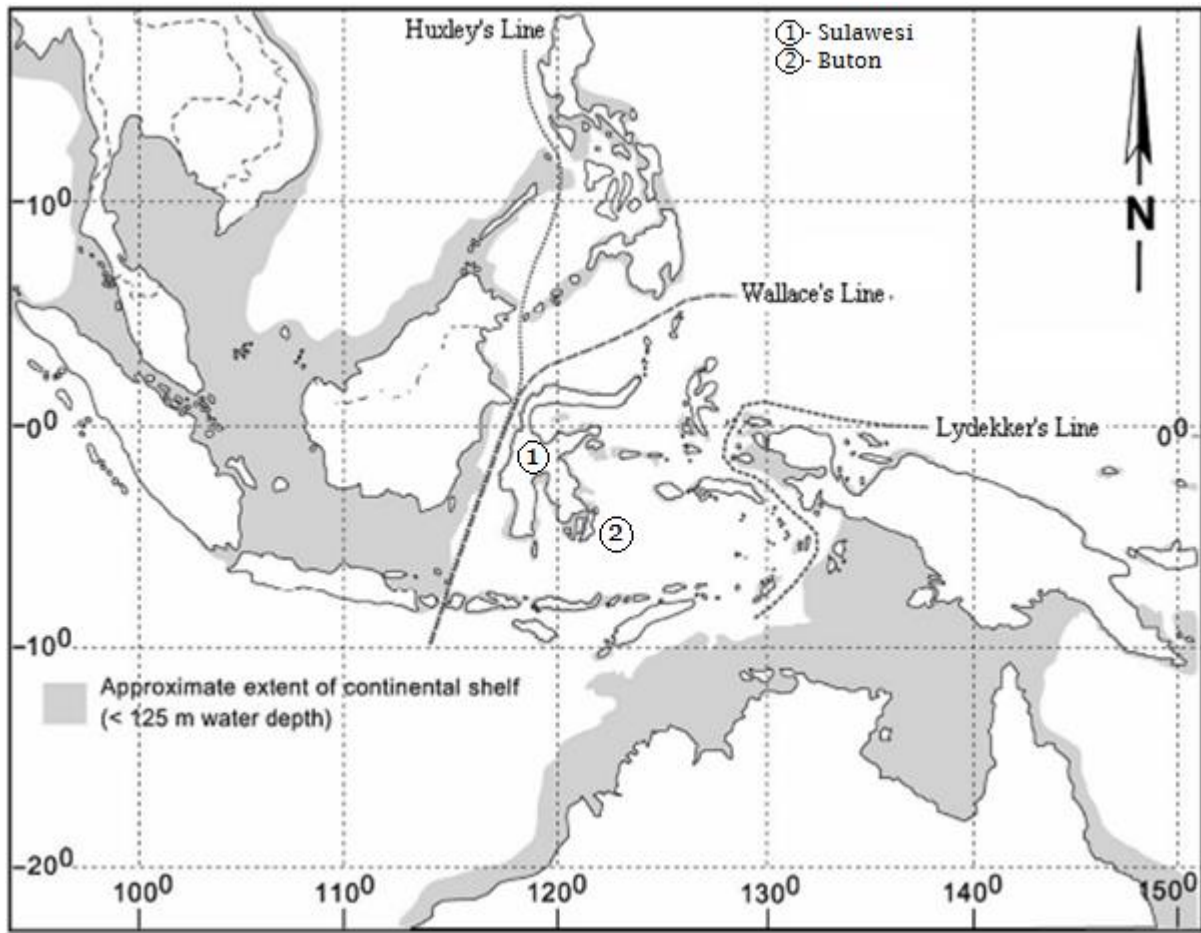 Huxley's Line
1- Sulawesi
2- Buton
N
10⁰
Wallace's Line
0⁰
Lydekker's Line
0⁰
1
2
10⁰
Approximate extent of continental shelf
(< 125 m water depth)
20⁰
100⁰ 110⁰ 120⁰ 130⁰ 140⁰ 150⁰